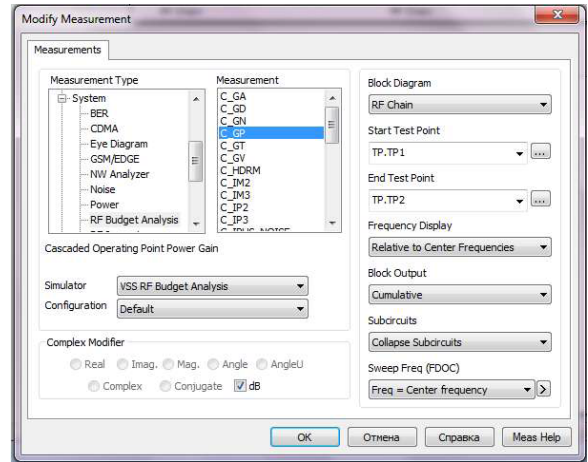 Modify Measurement
Measurements
Measurement Type
System
BER
CDMA
Eye Diagram
GSM/EDGE
NW Analyzer
Noise
Power
RF Budget Analysis
Measurement
C_GA
C_GD
C_GN
C_GP
C_GT
C_GV
C_HDRM
C_IM2
C_IM3
C_IP2
C_IP3
Cascaded Operating Point Power Gain
Simulator
VSS RF Budget Analysis
Configuration
Default
Complex Modifier
Real Imag. Mag. Angle AngleU
Complex Conjugate dB
Block Diagram
RF Chain
Start Test Point
TP.TP1
...
End Test Point
TP.TP2
...
Frequency Display
Relative to Center Frequencies
Block Output
Cumulative
Subcircuits
Collapse Subcircuits
Sweep Freq (FDOC)
Freq = Center frequency
>
OK Отмена Справка Meas Help